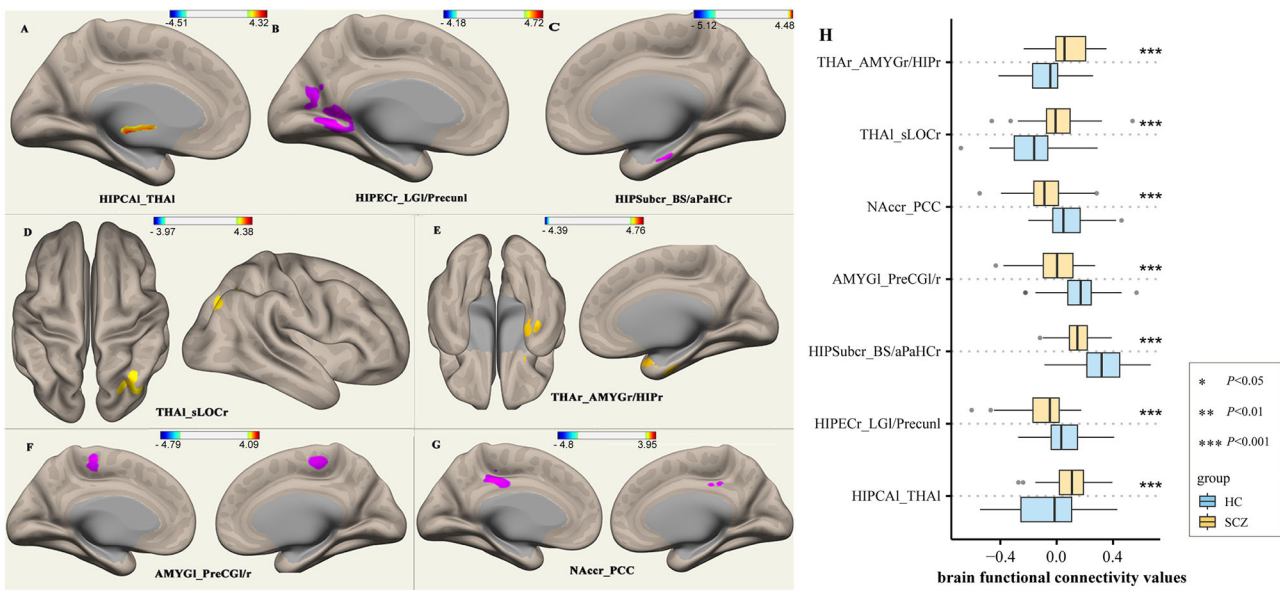 A
-4.51 4.32
HIPCAl_THAl
B
-4.18 4.72
HIPECr_LGl/Precunl
C
-5.12 4.48
HIPSubcr_BS/aPaHCr
D
-3.97 4.38
THAl_sLOCr
E
-4.39 4.76
THAr_AMYGr/HIPr
F
-4.79 4.09
AMYGl_PreCGl/r
G
-4.8 3.95
NAccr_PCC
H
THAr_AMYGr/HIPr ***
THAl_sLOCr ***
NAccr_PCC ***
AMYGl_PreCGl/r ***
HIPSubcr_BS/aPaHCr ***
HIPECr_LGl/Precunl ***
HIPCAl_THAl ***
−0.4 0.0 0.4
brain functional connectivity values
* P<0.05
** P<0.01
*** P<0.001
group
HC
SCZ